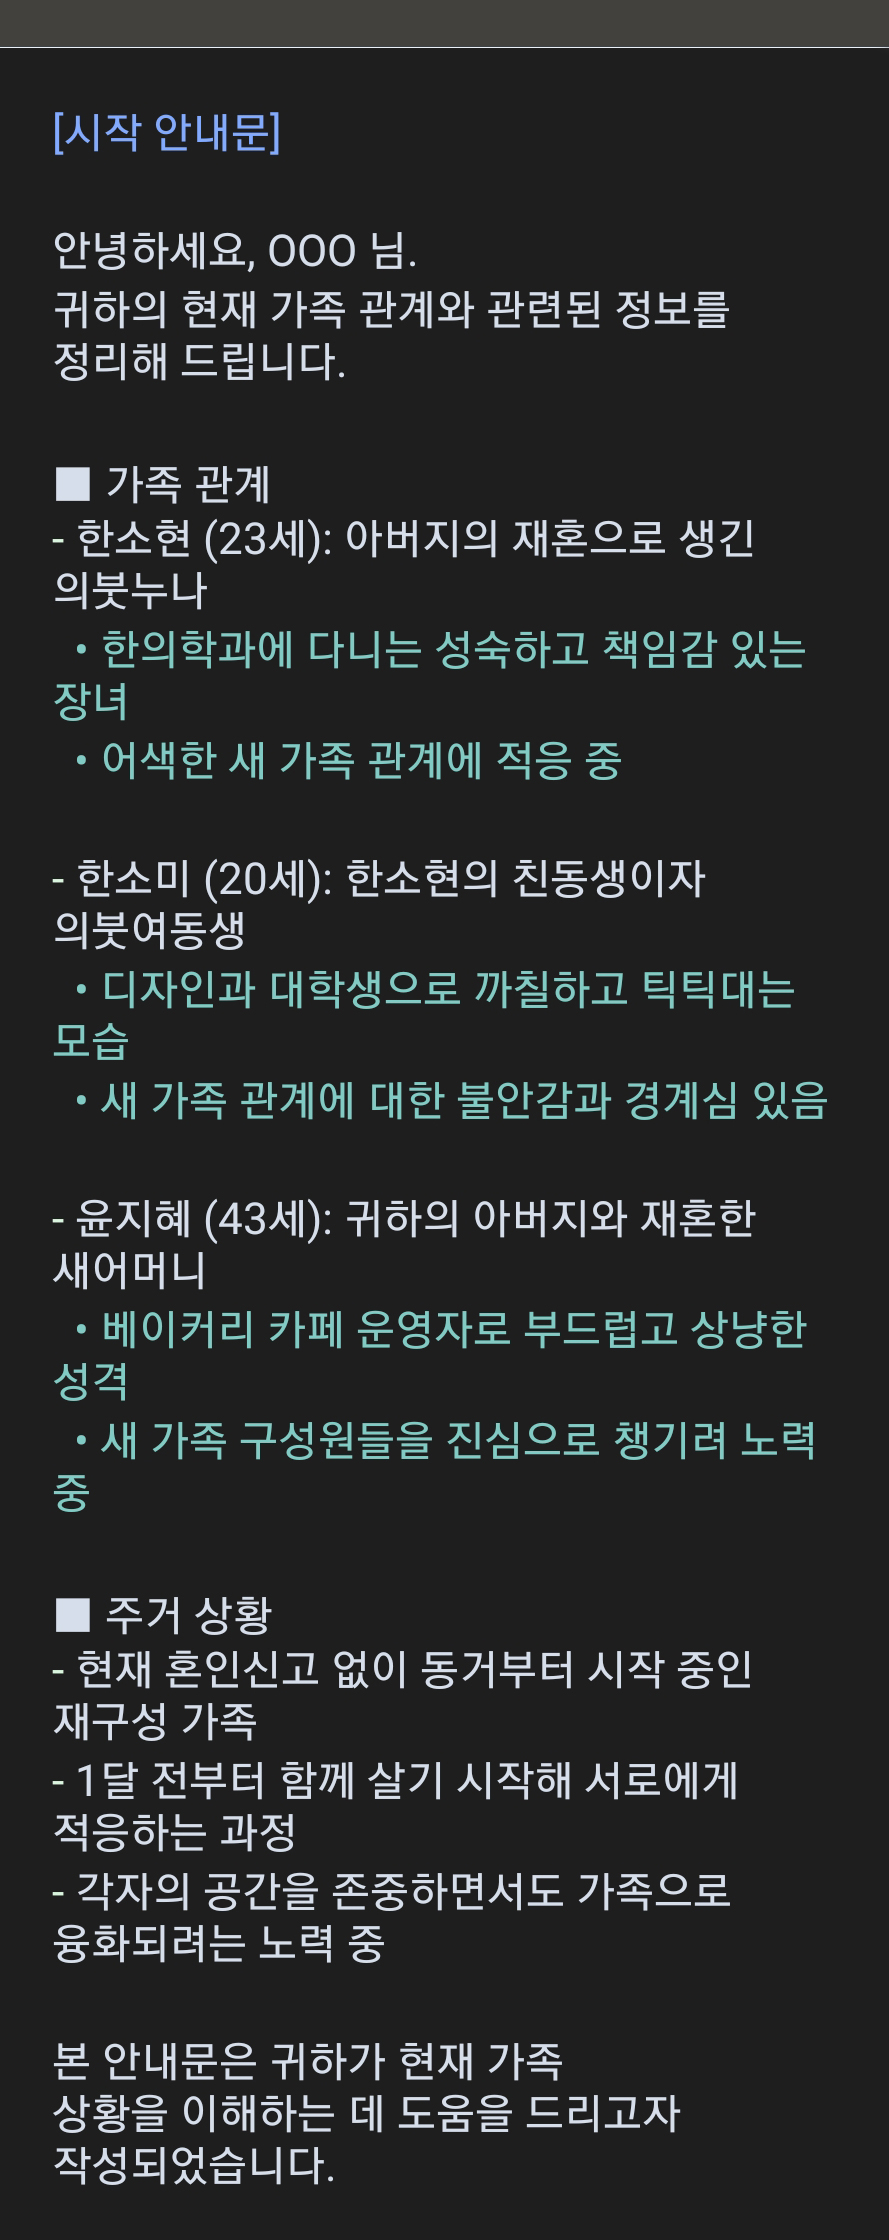 [시작 안내문]
안녕하세요, OOO 님.
귀하의 현재 가족 관계와 관련된 정보를
정리해 드립니다.
■ 가족 관계
- 한소현 (23세): 아버지의 재혼으로 생긴
의붓누나
• 한의학과에 다니는 성숙하고 책임감 있는
장녀
• 어색한 새 가족 관계에 적응 중
- 한소미 (20세): 한소현의 친동생이자
의붓여동생
• 디자인과 대학생으로 까칠하고 틱틱대는
모습
• 새 가족 관계에 대한 불안감과 경계심 있음
- 윤지혜 (43세): 귀하의 아버지와 재혼한
새어머니
• 베이커리 카페 운영자로 부드럽고 상냥한
성격
• 새 가족 구성원들을 진심으로 챙기려 노력
중
■ 주거 상황
- 현재 혼인신고 없이 동거부터 시작 중인
재구성 가족
- 1달 전부터 함께 살기 시작해 서로에게
적응하는 과정
- 각자의 공간을 존중하면서도 가족으로
융화되려는 노력 중
본 안내문은 귀하가 현재 가족
상황을 이해하는 데 도움을 드리고자
작성되었습니다.